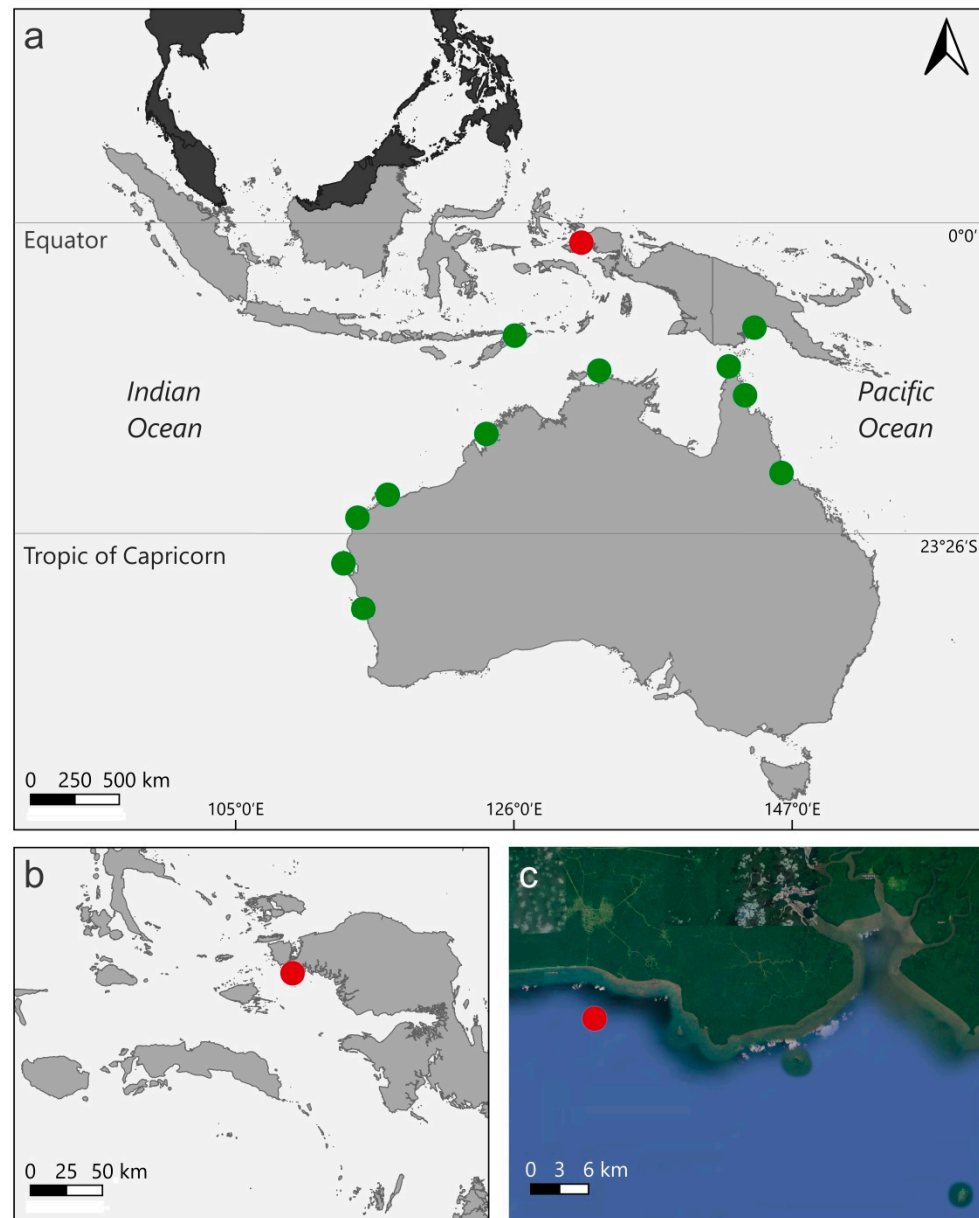 a
Equator
0°0′
Indian
Ocean
Pacific
Ocean
Tropic of Capricorn
23°26′S
0 250 500 km
105°0′E
126°0′E
147°0′E
b
0 25 50 km
c
0 3 6 km